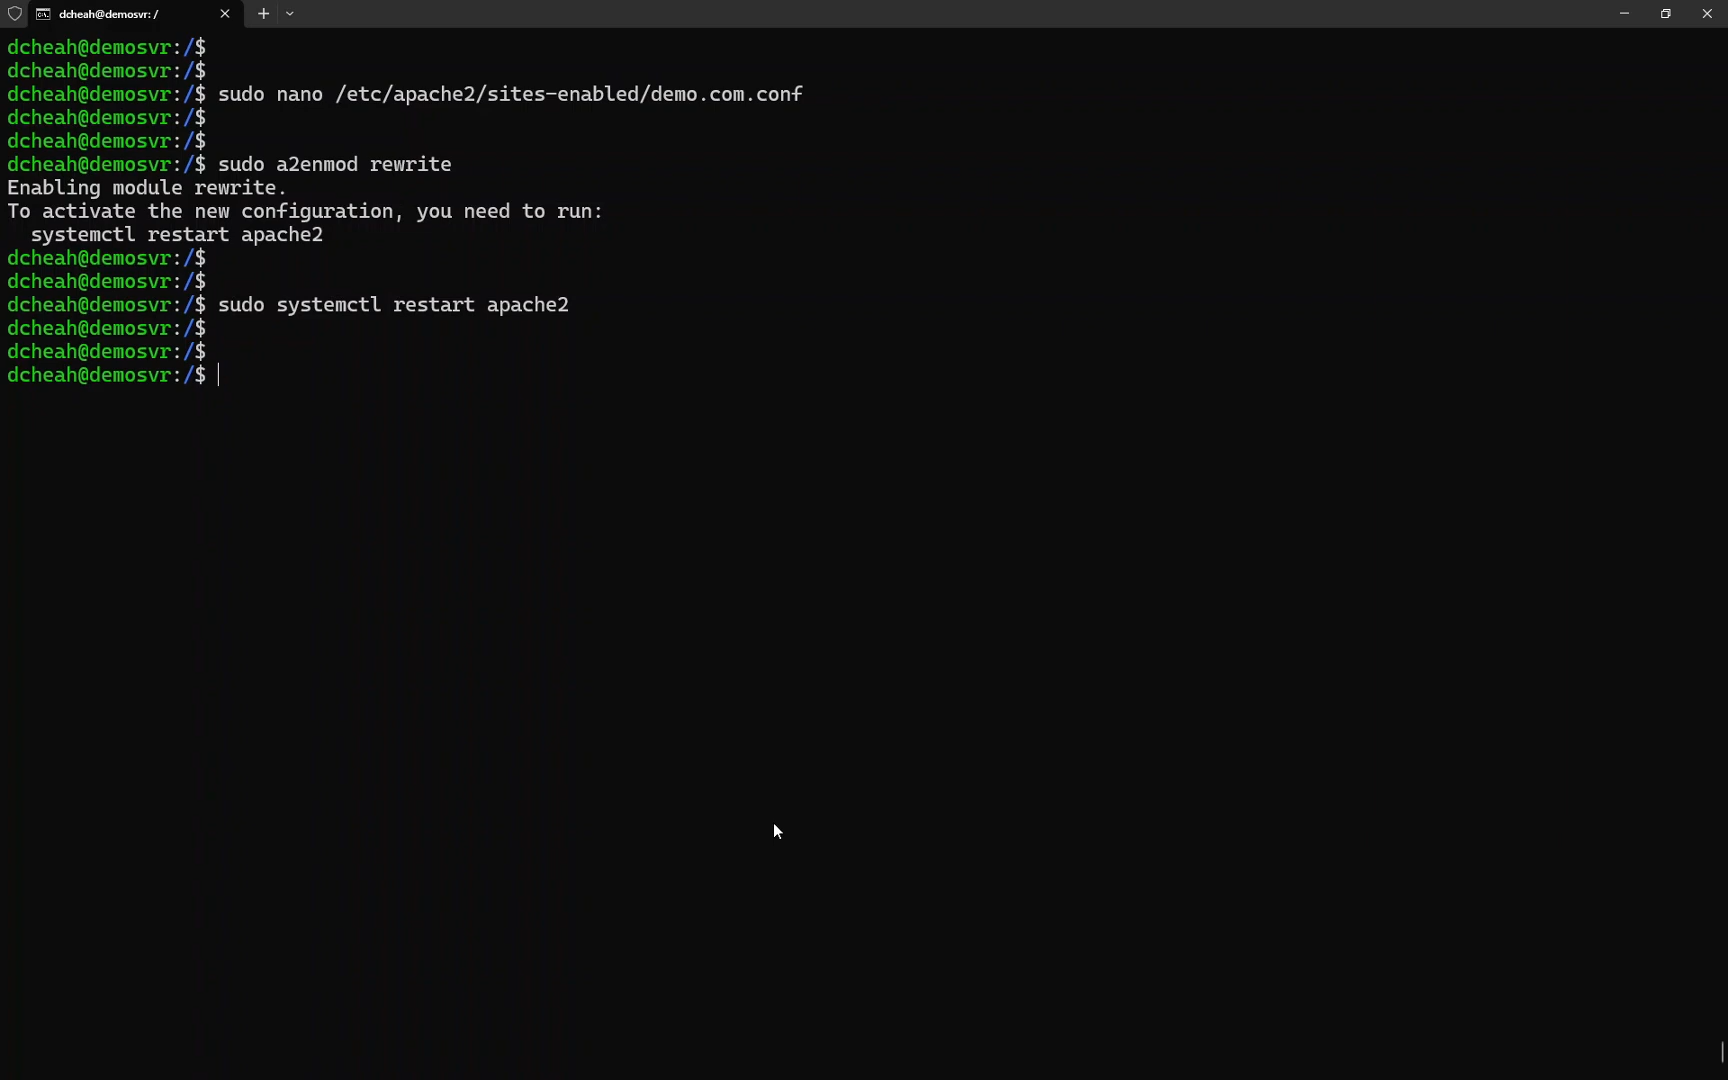 dcheah@demosvr: /
dcheah@demosvr:/$
dcheah@demosvr:/$
dcheah@demosvr:/$ sudo nano /etc/apache2/sites-enabled/demo.com.conf
dcheah@demosvr:/$
dcheah@demosvr:/$
dcheah@demosvr:/$ sudo a2enmod rewrite
Enabling module rewrite.
To activate the new configuration, you need to run:
  systemctl restart apache2
dcheah@demosvr:/$
dcheah@demosvr:/$
dcheah@demosvr:/$ sudo systemctl restart apache2
dcheah@demosvr:/$
dcheah@demosvr:/$
dcheah@demosvr:/$